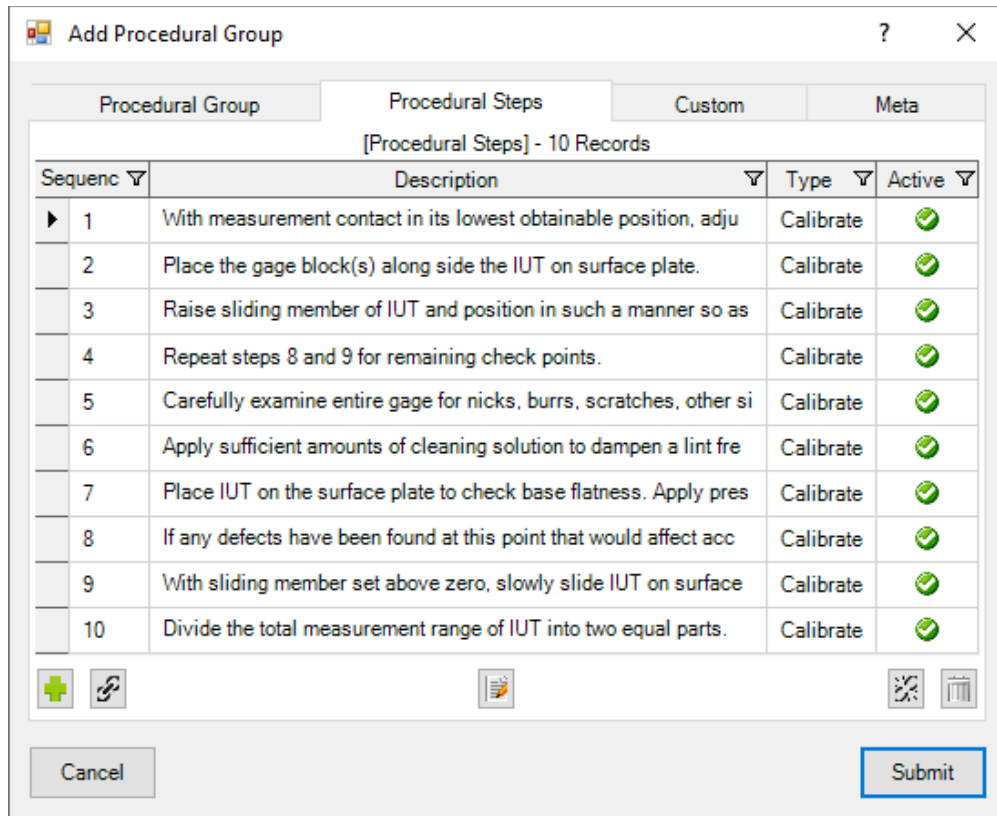 Add Procedural Group ?
Procedural Group Procedural Steps Custom Meta
[Procedural Steps] - 10 Records
Sequenc Description Type Active
1 With measurement contact in its lowest obtainable position, adju Calibrate
2 Place the gage block(s) along side the IUT on surface plate. Calibrate
3 Raise sliding member of IUT and position in such a manner so as Calibrate
4 Repeat steps 8 and 9 for remaining check points. Calibrate
5 Carefully examine entire gage for nicks, burrs, scratches, other si Calibrate
6 Apply sufficient amounts of cleaning solution to dampen a lint fre Calibrate
7 Place IUT on the surface plate to check base flatness. Apply pres Calibrate
8 If any defects have been found at this point that would affect acc Calibrate
9 With sliding member set above zero, slowly slide IUT on surface Calibrate
10 Divide the total measurement range of IUT into two equal parts. Calibrate
Cancel Submit